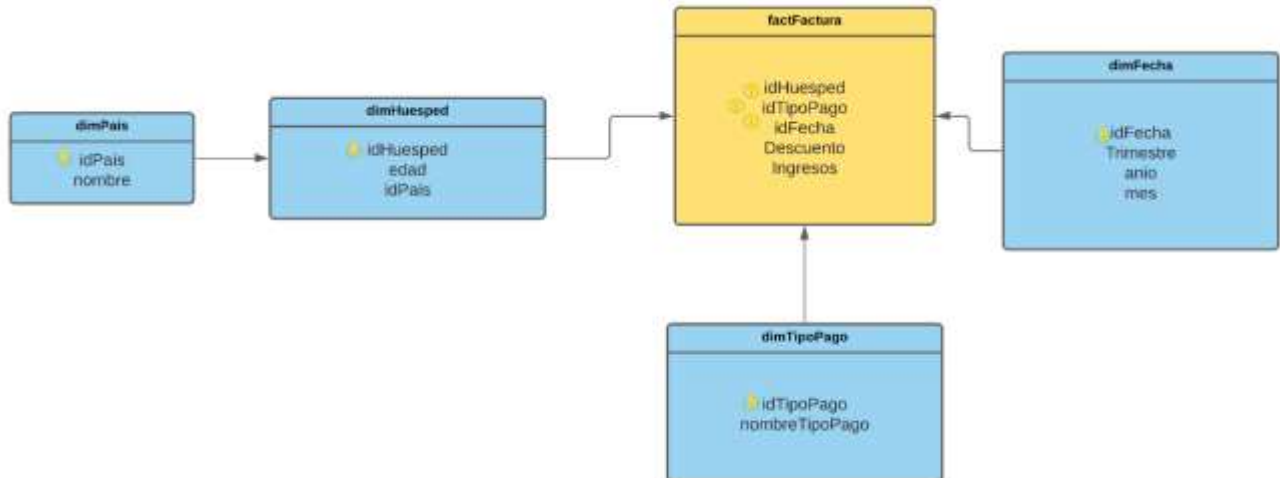 dimPais
idPais
nombre
dimHuesped
idHuesped
edad
idPais
factFactura
idHuesped
idTipoPago
idFecha
Descuento
Ingresos
dimFecha
idFecha
Trimestre
anio
mes
dimTipoPago
idTipoPago
nombreTipoPago